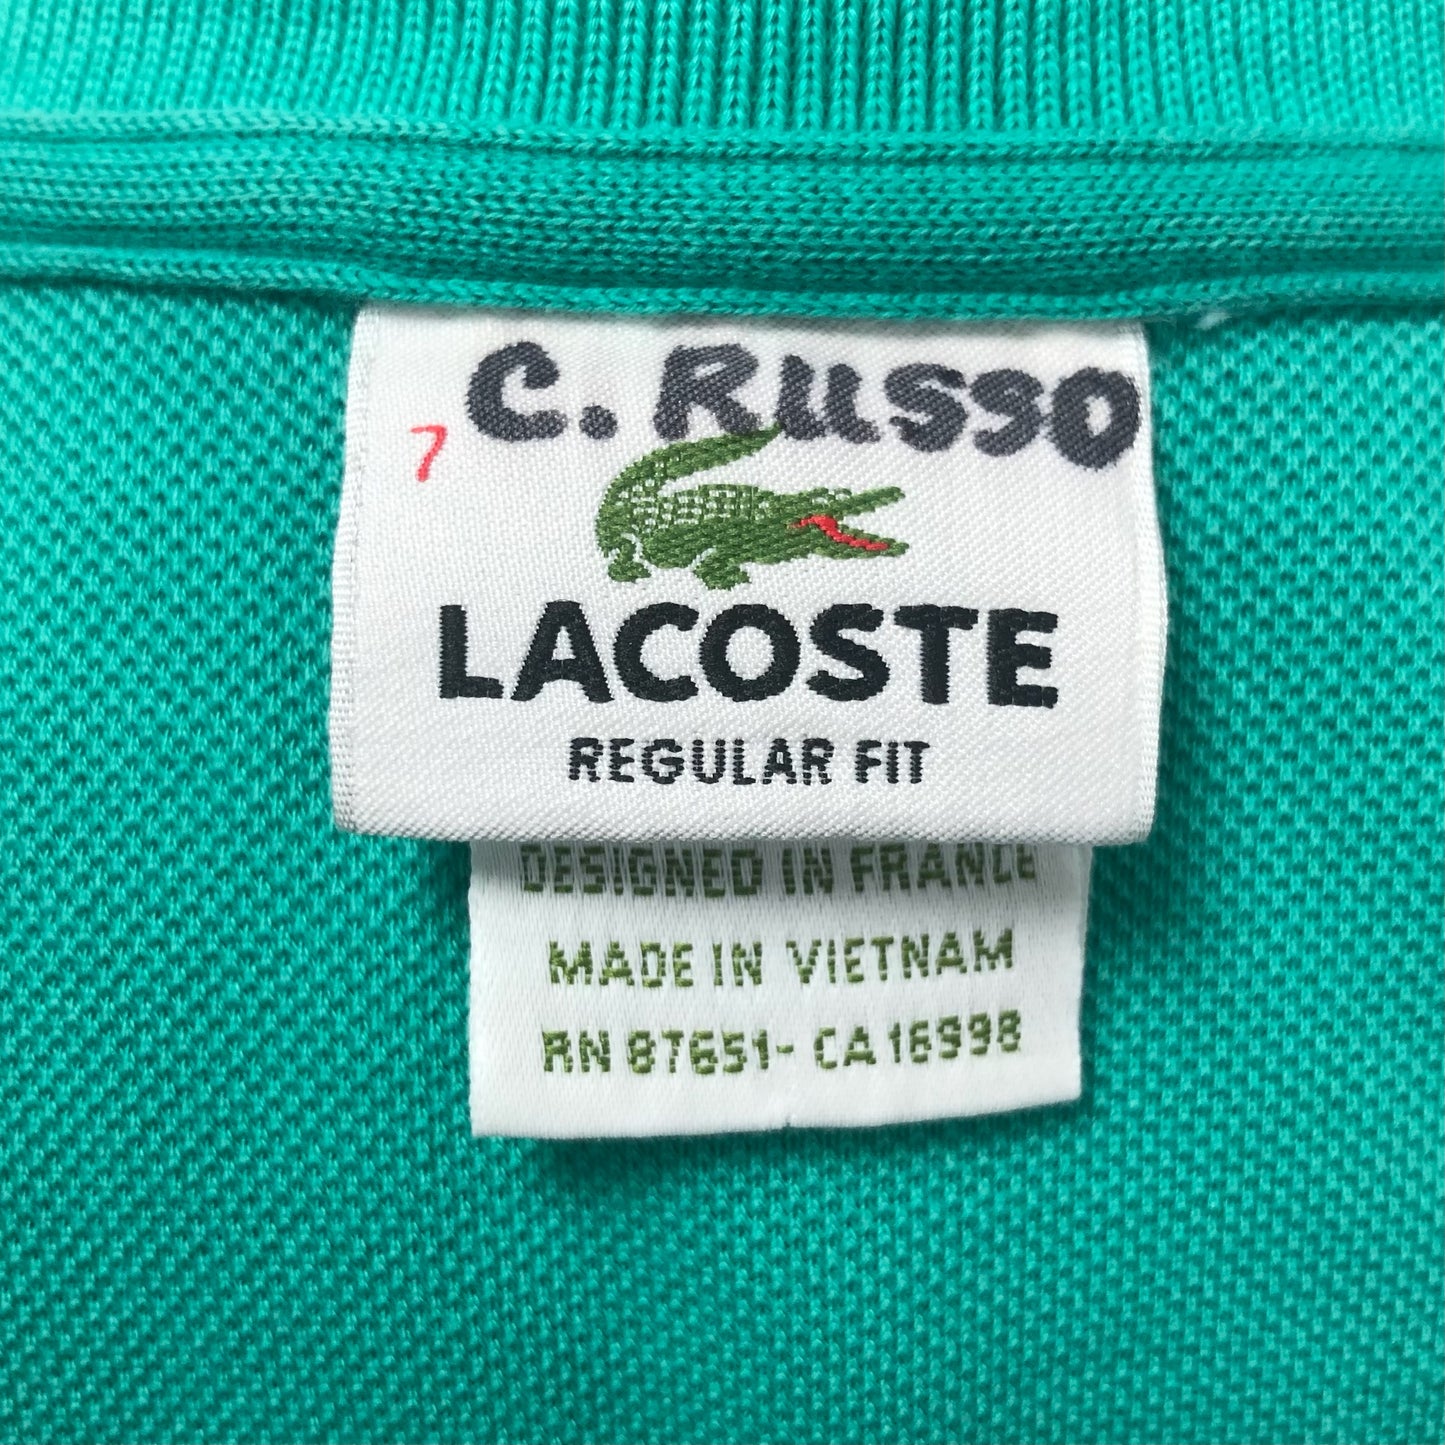 C. Russo
7
LACOSTE
REGULAR FIT
DESIGNED IN FRANCE
MADE IN VIETNAM
RN 87651- CA 16998